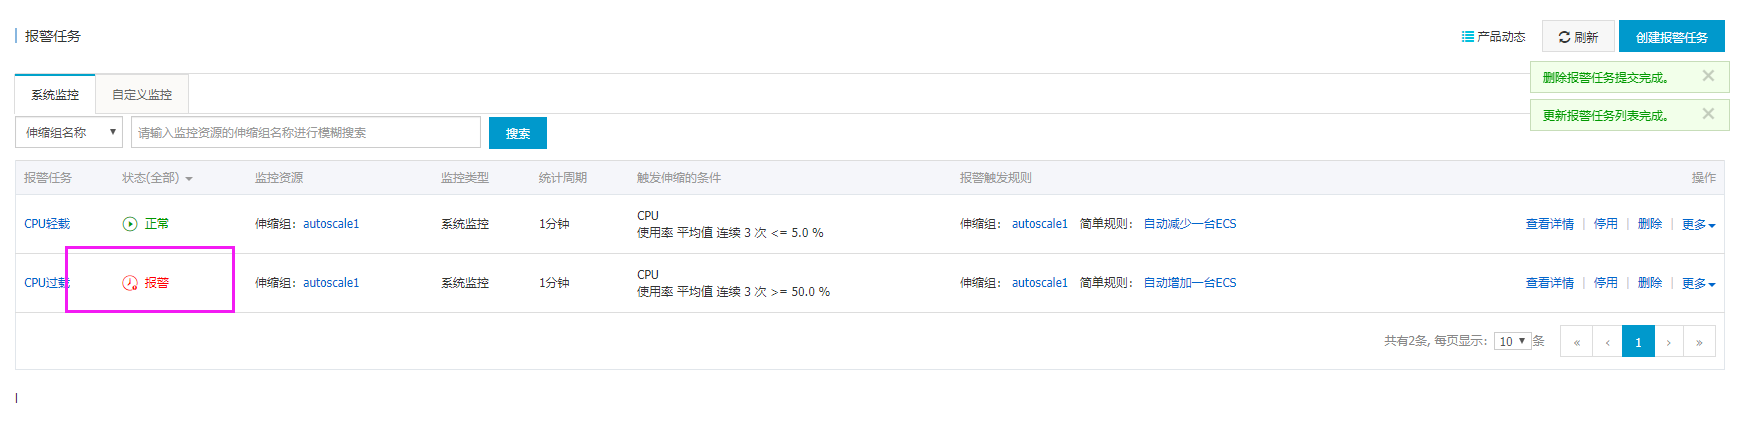 报警任务
产品动态 刷新 创建报警任务
删除报警任务提交完成。
系统监控 自定义监控
更新报警任务列表完成。
伸缩组名称 请输入监控资源的伸缩组名称进行模糊搜索 搜索
报警任务 状态(全部) 监控资源 监控类型 统计周期 触发伸缩的条件 报警触发规则 操作
CPU轻载 正常 伸缩组：autoscale1 系统监控 1分钟 CPU
使用率 平均值 连续 3 次 <= 5.0 % 伸缩组： autoscale1 简单规则： 自动减少一台ECS 查看详情 | 停用 | 删除 | 更多
CPU过载 报警 伸缩组：autoscale1 系统监控 1分钟 CPU
使用率 平均值 连续 3 次 >= 50.0 % 伸缩组： autoscale1 简单规则： 自动增加一台ECS 查看详情 | 停用 | 删除 | 更多
共有2条, 每页显示: 10 条 « ‹ 1 › »